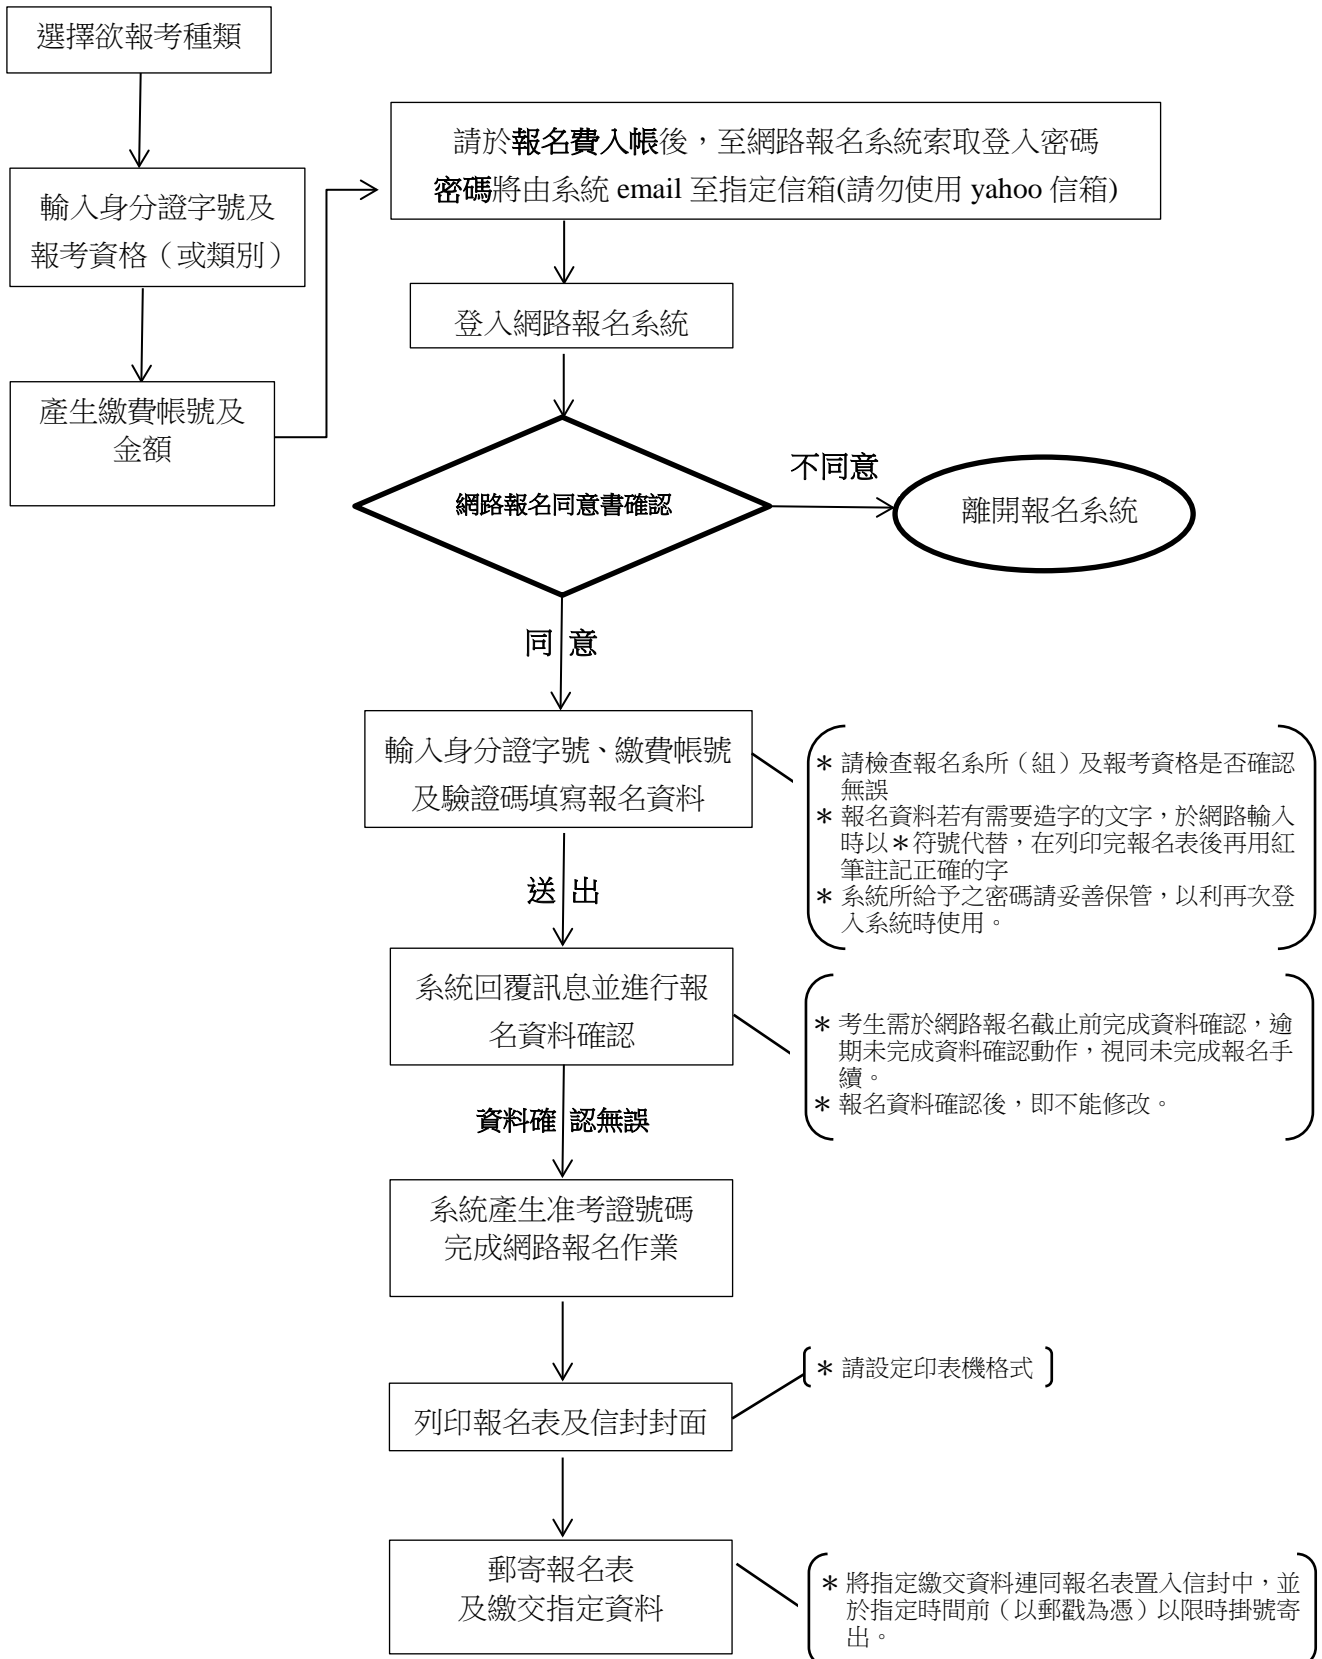 選擇欲報考種類
輸入身分證字號及
報考資格（或類別）
產生繳費帳號及
金額
請於報名費入帳後，至網路報名系統索取登入密碼
密碼將由系統 email 至指定信箱(請勿使用 yahoo 信箱)
登入網路報名系統
網路報名同意書確認
不同意
離開報名系統
同 意
輸入身分證字號、繳費帳號
及驗證碼填寫報名資料
＊請檢查報名系所（組）及報考資格是否確認
無誤
＊報名資料若有需要造字的文字，於網路輸入
時以＊符號代替，在列印完報名表後再用紅
筆註記正確的字
＊系統所給予之密碼請妥善保管，以利再次登
入系統時使用。
送 出
系統回覆訊息並進行報
名資料確認
＊考生需於網路報名截止前完成資料確認，逾
期未完成資料確認動作，視同未完成報名手
續。
＊報名資料確認後，即不能修改。
資料確 認無誤
系統產生准考證號碼
完成網路報名作業
列印報名表及信封封面
＊請設定印表機格式
郵寄報名表
及繳交指定資料
＊將指定繳交資料連同報名表置入信封中，並
於指定時間前（以郵戳為憑）以限時掛號寄
出。